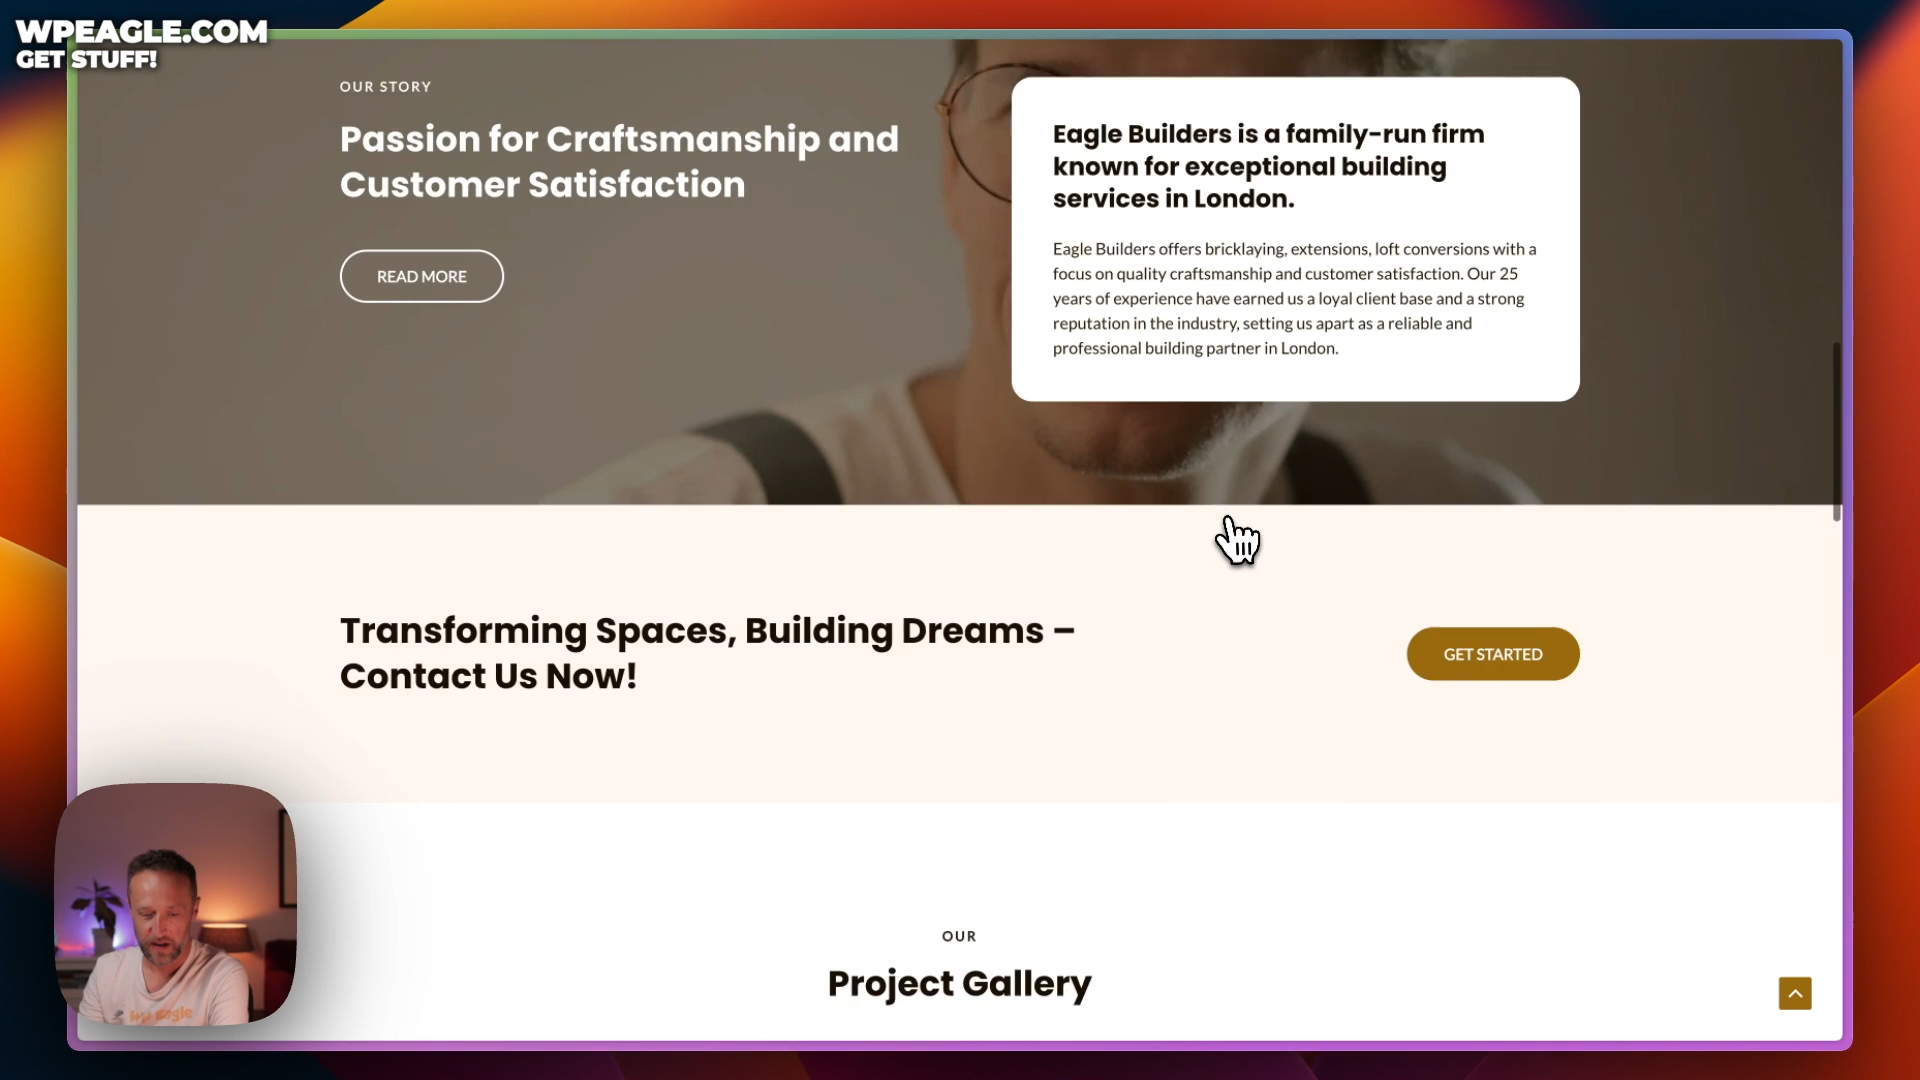 WPEAGLE.COM
GET STUFF!
OUR STORY
Passion for Craftsmanship and
Customer Satisfaction
READ MORE
Eagle Builders is a family-run firm
known for exceptional building
services in London.
Eagle Builders offers bricklaying, extensions, loft conversions with a
focus on quality craftsmanship and customer satisfaction. Our 25
years of experience have earned us a loyal client base and a strong
reputation in the industry, setting us apart as a reliable and
professional building partner in London.
Transforming Spaces, Building Dreams –
Contact Us Now!
GET STARTED
OUR
Project Gallery